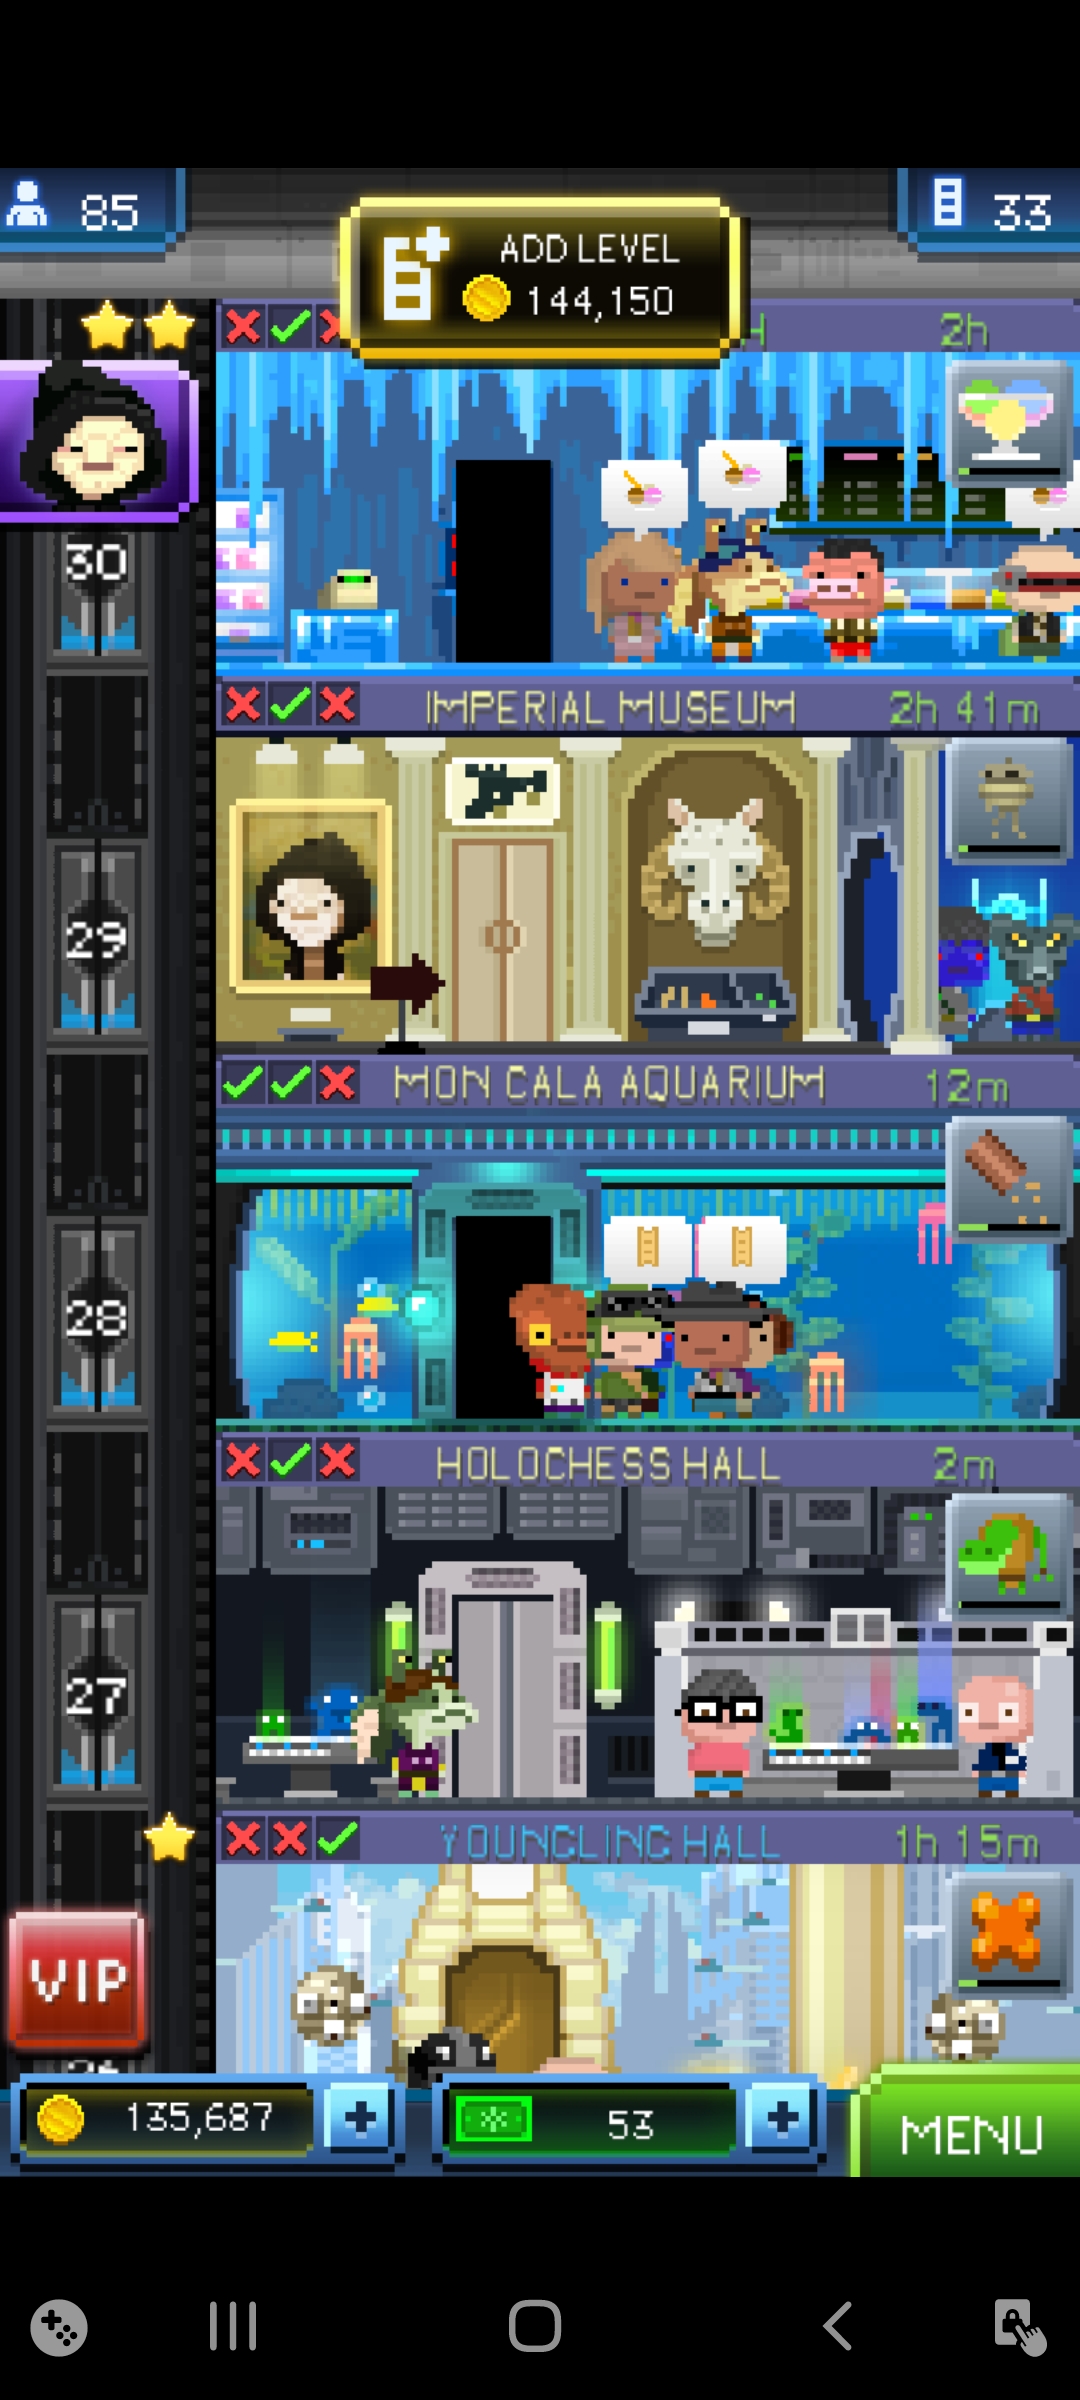 85
ADD LEVEL
144,150
33
2h
30
IMPERIAL MUSEUM
2h 41m
29
MON CALA AQUARIUM
12m
28
HOLOCHESS HALL
2m
27
YOUNGLING HALL
1h 15m
VIP
135,687
+
53
+
MENU